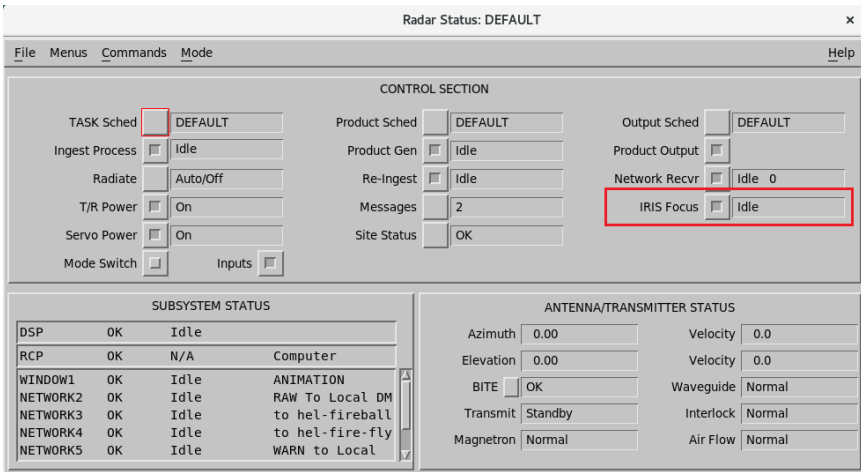 Radar Status: DEFAULT ×
File Menus Commands Mode Help
CONTROL SECTION
TASK Sched DEFAULT Product Sched DEFAULT Output Sched DEFAULT
Ingest Process Idle Product Gen Idle Product Output
Radiate Auto/Off Re-Ingest Idle Network Recvr Idle 0
T/R Power On Messages 2 IRIS Focus Idle
Servo Power On Site Status OK
Mode Switch Inputs
SUBSYSTEM STATUS
DSP OK Idle
RCP OK N/A Computer
WINDOW1 OK Idle ANIMATION
NETWORK2 OK Idle RAW To Local DM
NETWORK3 OK Idle to hel-fireball
NETWORK4 OK Idle to hel-fire-fly
NETWORK5 OK Idle WARN to Local
ANTENNA/TRANSMITTER STATUS
Azimuth 0.00 Velocity 0.0
Elevation 0.00 Velocity 0.0
BITE OK Waveguide Normal
Transmit Standby Interlock Normal
Magnetron Normal Air Flow Normal